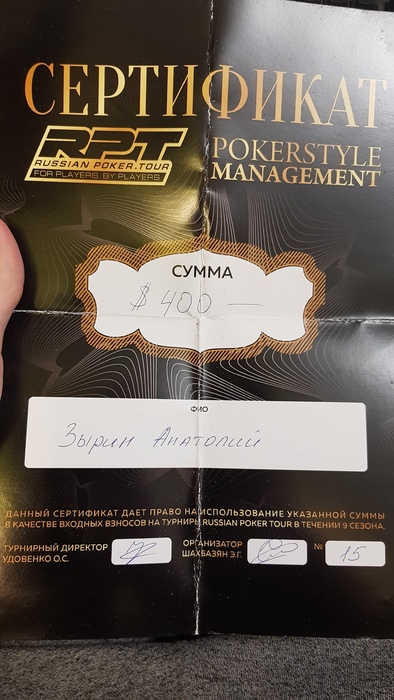 СЕРТИФИКАТ
RPT
RUSSIAN POKER TOUR
FOR PLAYERS. BY PLAYERS
POKERSTYLE
MANAGEMENT
СУММА
$ 400 —
ФИО
Зырин Анатолий
ДАННЫЙ СЕРТИФИКАТ ДАЕТ ПРАВО НА ИСПОЛЬЗОВАНИЕ УКАЗАННОЙ СУММЫ
В КАЧЕСТВЕ ВХОДНЫХ ВЗНОСОВ НА ТУРНИРЫ RUSSIAN POKER TOUR В ТЕЧЕНИИ 9 СЕЗОНА.
ТУРНИРНЫЙ ДИРЕКТОР
УДОВЕНКО О.С.
ОРГАНИЗАТОР
ШАХБАЗЯН Э.Г.
№ 15